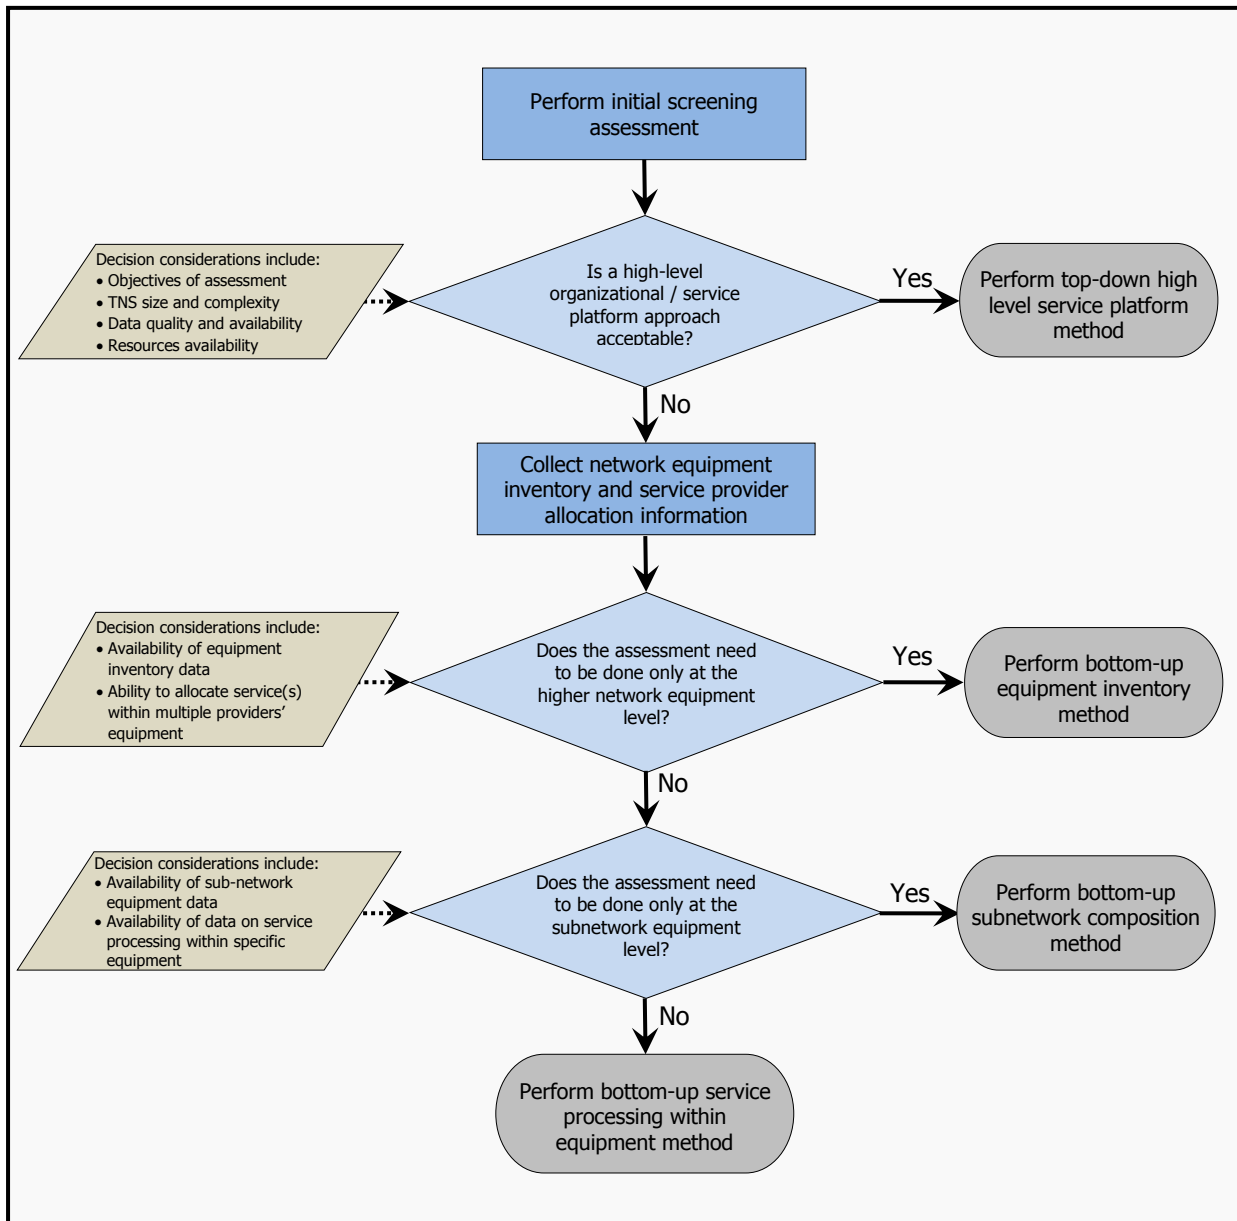 Perform initial screening
assessment
Decision considerations include:
• Objectives of assessment
• TNS size and complexity
• Data quality and availability
• Resources availability
Is a high-level
organizational / service
platform approach
acceptable?
Yes
Perform top-down high
level service platform
method
No
Collect network equipment
inventory and service provider
allocation information
Decision considerations include:
• Availability of equipment
inventory data
• Ability to allocate service(s)
within multiple providers’
equipment
Does the assessment need
to be done only at the
higher network equipment
level?
Yes
Perform bottom-up
equipment inventory
method
No
Decision considerations include:
• Availability of sub-network
equipment data
• Availability of data on service
processing within specific
equipment
Does the assessment need
to be done only at the
subnetwork equipment
level?
Yes
Perform bottom-up
subnetwork composition
method
No
Perform bottom-up service
processing within
equipment method